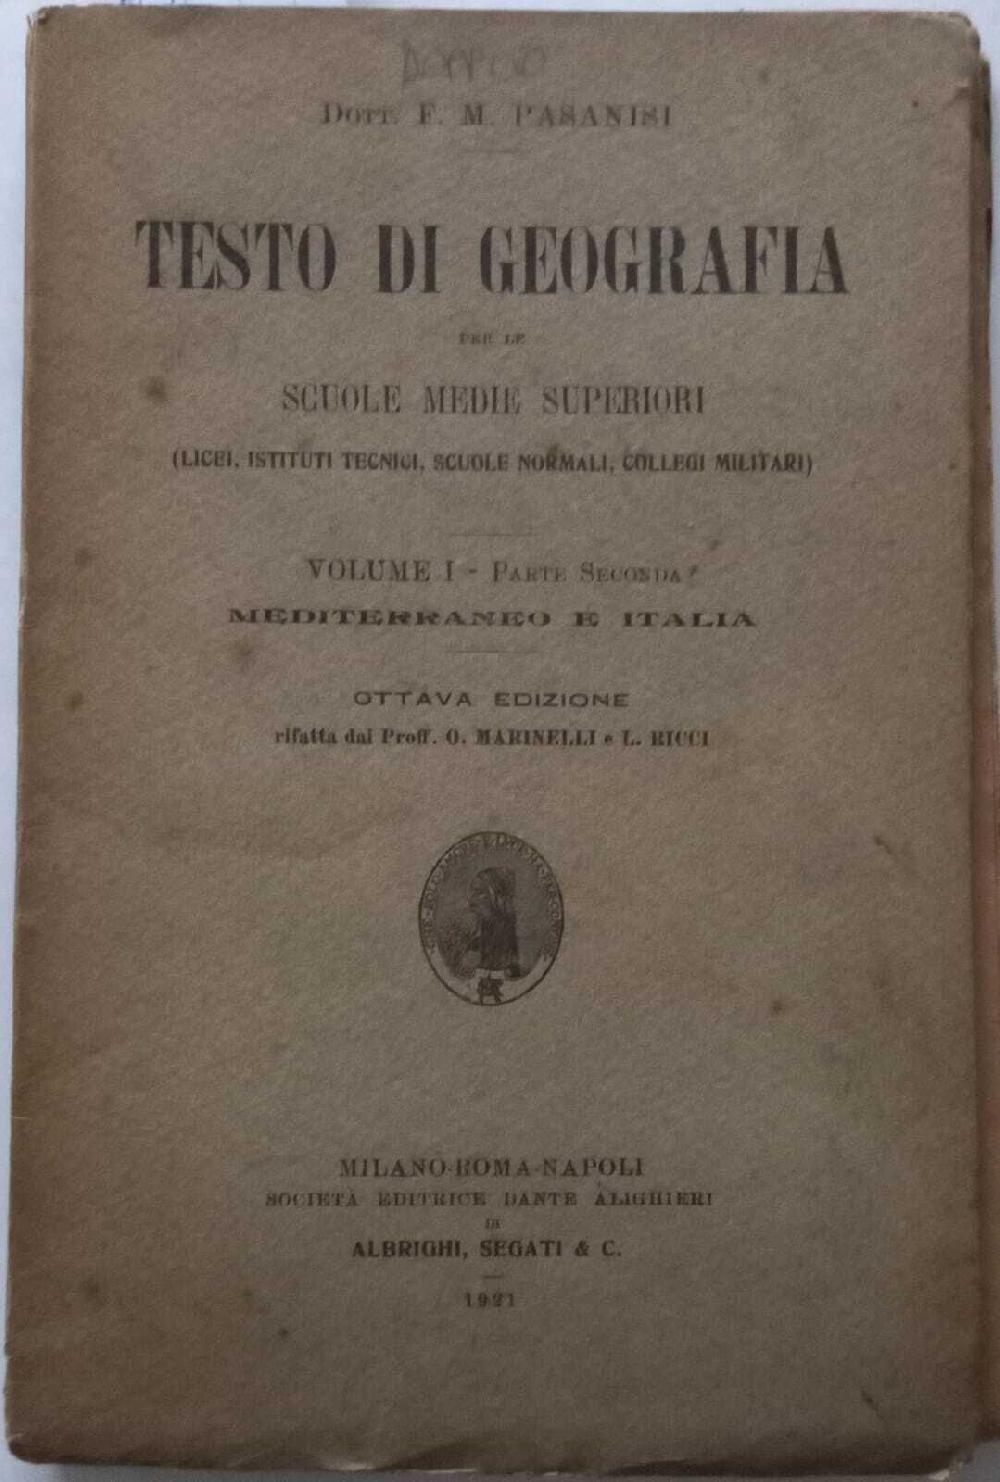 Dott. F. M. PASANISI
TESTO DI GEOGRAFIA
PER LE
SCUOLE MEDIE SUPERIORI
(LICEI, ISTITUTI TECNICI, SCUOLE NORMALI, COLLEGI MILITARI)
VOLUME I - Parte Seconda
MEDITERRANEO E ITALIA
OTTAVA EDIZIONE
rifatta dai Proff. O. MARINELLI e L. RICCI
MILANO-ROMA-NAPOLI
SOCIETÀ EDITRICE DANTE ALIGHIERI
DI
ALBRIGHI, SEGATI & C.
1921